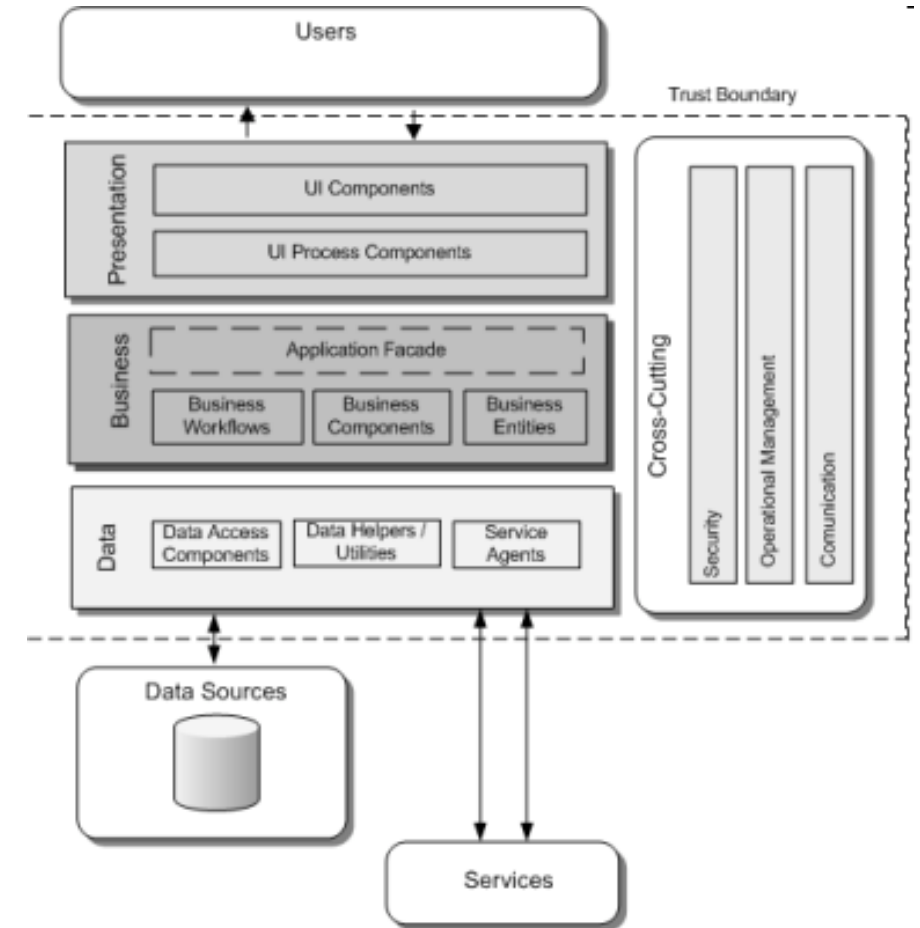 Users
Trust Boundary
Presentation
UI Components
UI Process Components
Business
Application Facade
Business
Workflows
Business
Components
Business
Entities
Data
Data Access
Components
Data Helpers /
Utilities
Service
Agents
Cross-Cutting
Security
Operational Management
Comunication
Data Sources
Services